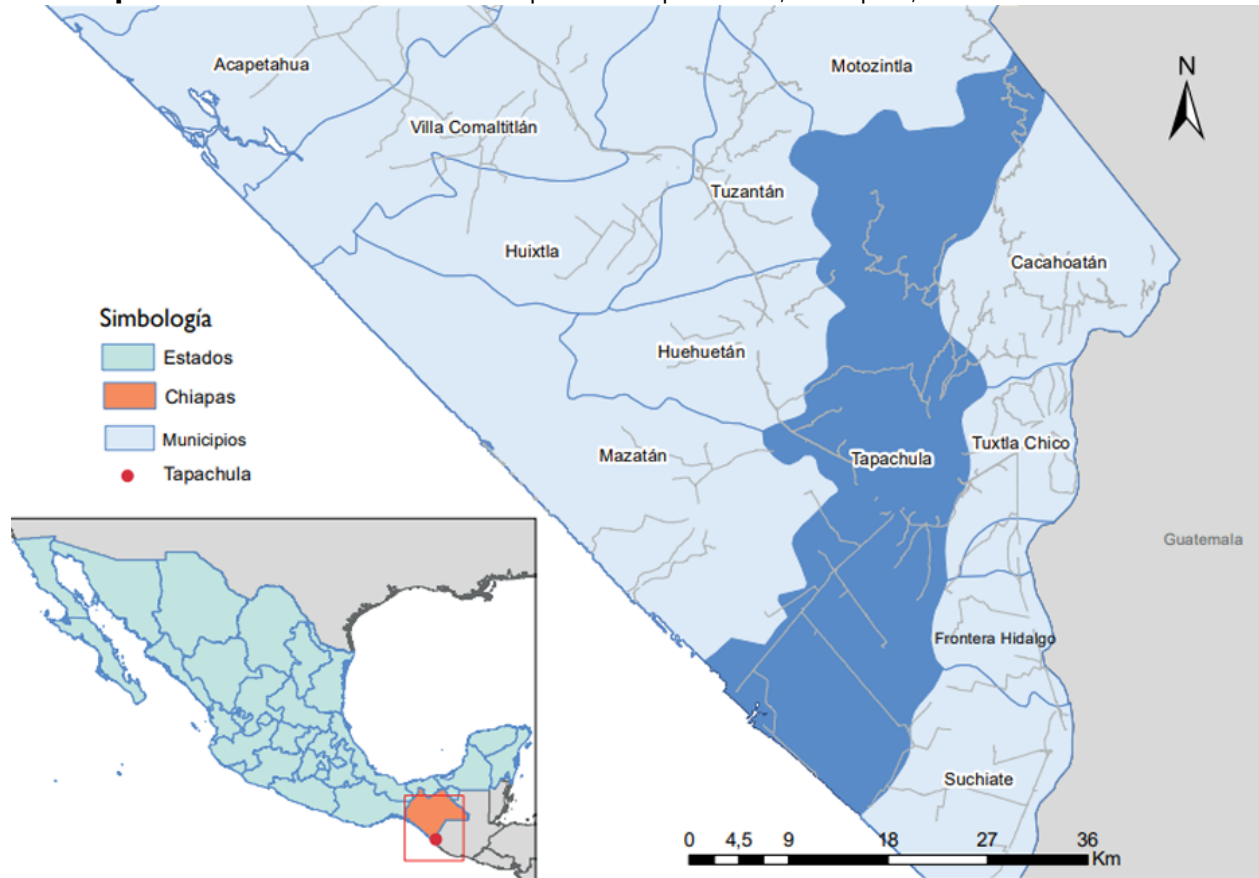 Acapetahua
Motozintla
N
Villa Comaltitlán
Tuzantán
Huixtla
Cacahoatán
Simbología
Estados
Huehuetán
Chiapas
Municipios
Tuxtla Chico
Mazatán
Tapachula
Tapachula
Guatemala
Frontera Hidalgo
Suchiate
0 4,5 9 18 27 36
Km